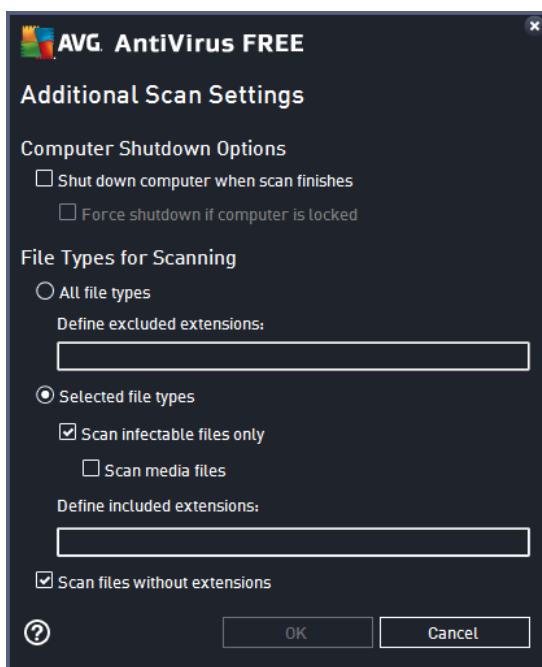 AVG. AntiVirus FREE
Additional Scan Settings
Computer Shutdown Options
Shut down computer when scan finishes
Force shutdown if computer is locked
File Types for Scanning
All file types
Define excluded extensions:
Selected file types
Scan infectable files only
Scan media files
Define included extensions:
Scan files without extensions
? OK Cancel